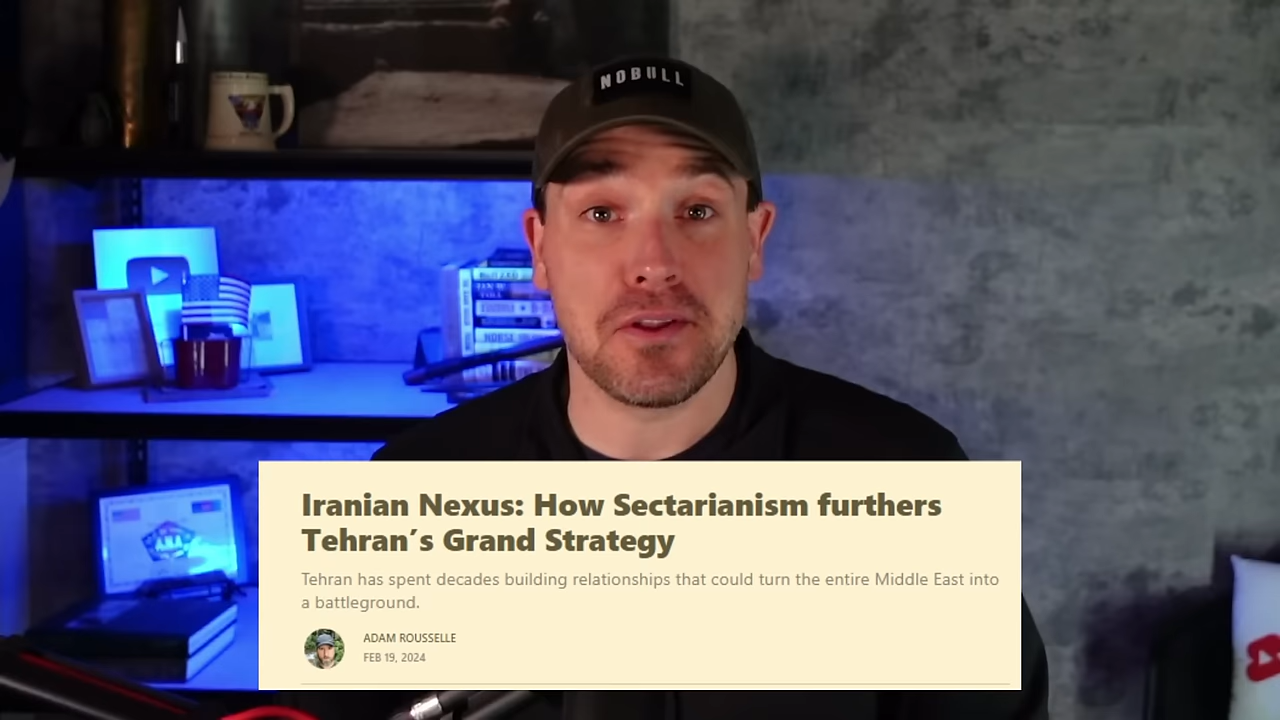 NOBULL
Iranian Nexus: How Sectarianism furthers
Tehran’s Grand Strategy
Tehran has spent decades building relationships that could turn the entire Middle East into
a battleground.
ADAM ROUSSELLE
FEB 19, 2024